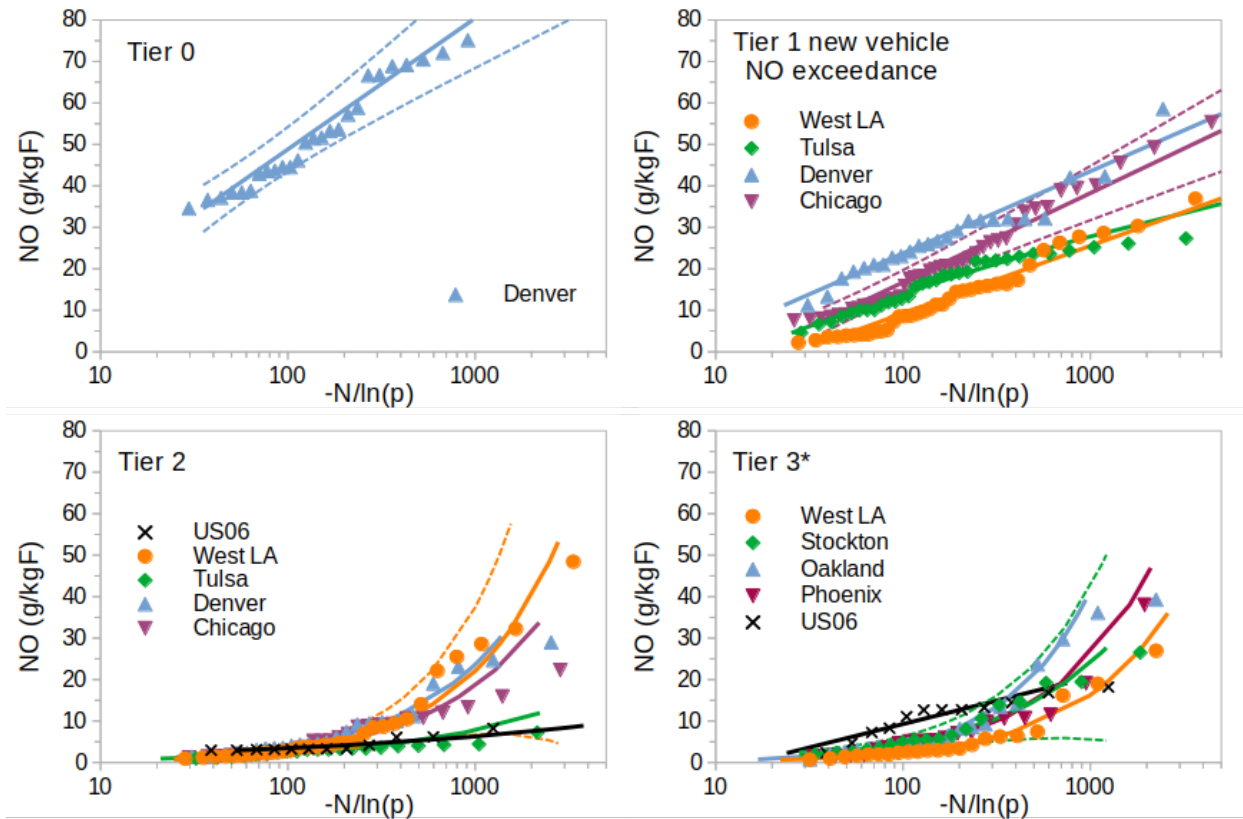 Tier 0
NO (g/kgF)
80
70
60
50
40
30
20
10
0
Denver
10
100
1000
-N/ln(p)
Tier 1 new vehicle
NO exceedance
West LA
Tulsa
Denver
Chicago
NO (g/kgF)
80
70
60
50
40
30
20
10
0
10
100
1000
-N/ln(p)
Tier 2
US06
West LA
Tulsa
Denver
Chicago
NO (g/kgF)
80
70
60
50
40
30
20
10
0
10
100
1000
-N/ln(p)
Tier 3*
West LA
Stockton
Oakland
Phoenix
US06
NO (g/kgF)
80
70
60
50
40
30
20
10
0
10
100
1000
-N/ln(p)